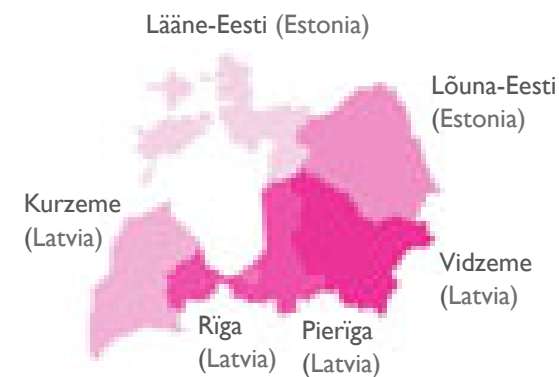 Lääne-Eesti (Estonia)
Lõuna-Eesti
(Estonia)
Kurzeme
(Latvia)
Vidzeme
(Latvia)
Rïga
(Latvia)
Pierïga
(Latvia)